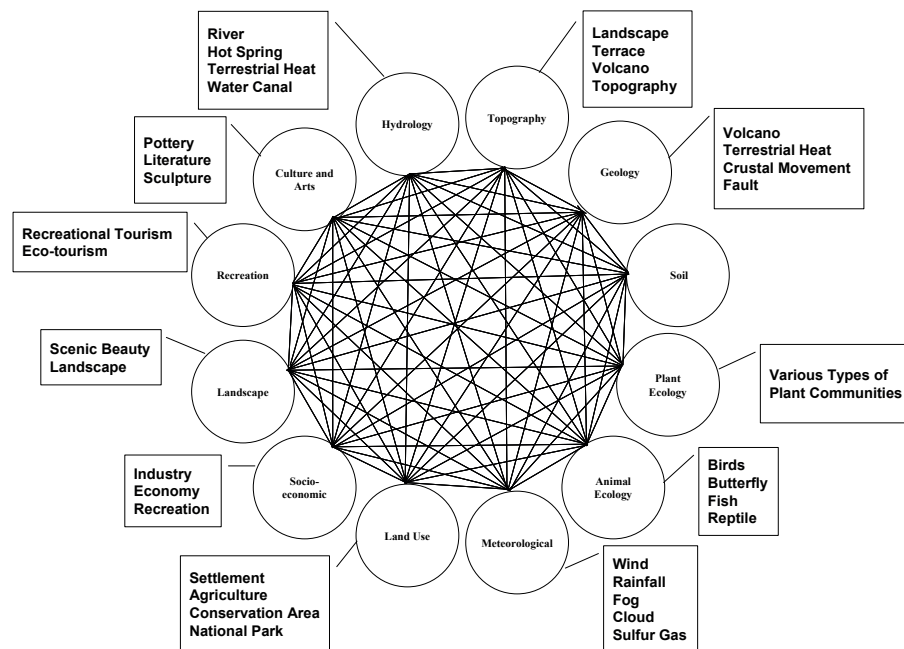 River
Hot Spring
Terrestrial Heat
Water Canal
Landscape
Terrace
Volcano
Topography
Hydrology
Topography
Pottery
Literature
Sculpture
Culture and
Arts
Geology
Volcano
Terrestrial Heat
Crustal Movement
Fault
Recreational Tourism
Eco-tourism
Recreation
Soil
Scenic Beauty
Landscape
Landscape
Plant
Ecology
Various Types of
Plant Communities
Industry
Economy
Recreation
Socio-
economic
Animal
Ecology
Birds
Butterfly
Fish
Reptile
Land Use
Meteorological
Settlement
Agriculture
Conservation Area
National Park
Wind
Rainfall
Fog
Cloud
Sulfur Gas